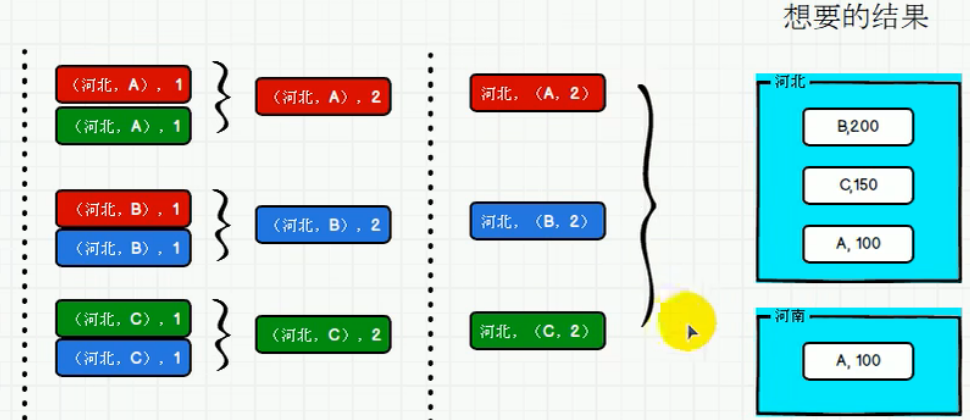 想要的结果
（河北，A），1
（河北，A），1
（河北，A），2
河北，（A，2）
（河北，B），1
（河北，B），1
（河北，B），2
河北，（B，2）
（河北，C），1
（河北，C），1
（河北，C），2
河北，（C，2）
河北
B,200
C,150
A, 100
河南
A, 100